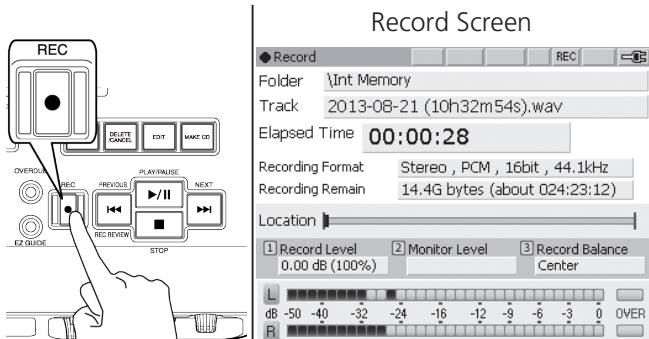 REC
DELETE
/CANCEL
EDIT
MAKE CD
OVERDUB
REC
PREVIOUS
PLAY/PAUSE
NEXT
REC REVIEW
EZ GUIDE
STOP
Record Screen
Record REC
Folder \Int Memory
Track 2013-08-21 (10h32m54s).wav
Elapsed Time 00:00:28
Recording Format Stereo , PCM , 16bit , 44.1kHz
Recording Remain 14.4G bytes (about 024:23:12)
Location
1 Record Level 2 Monitor Level 3 Record Balance
0.00 dB (100%) Center
L
dB -50 -40 -32 -24 -16 -12 -9 -6 -3 0 OVER
R